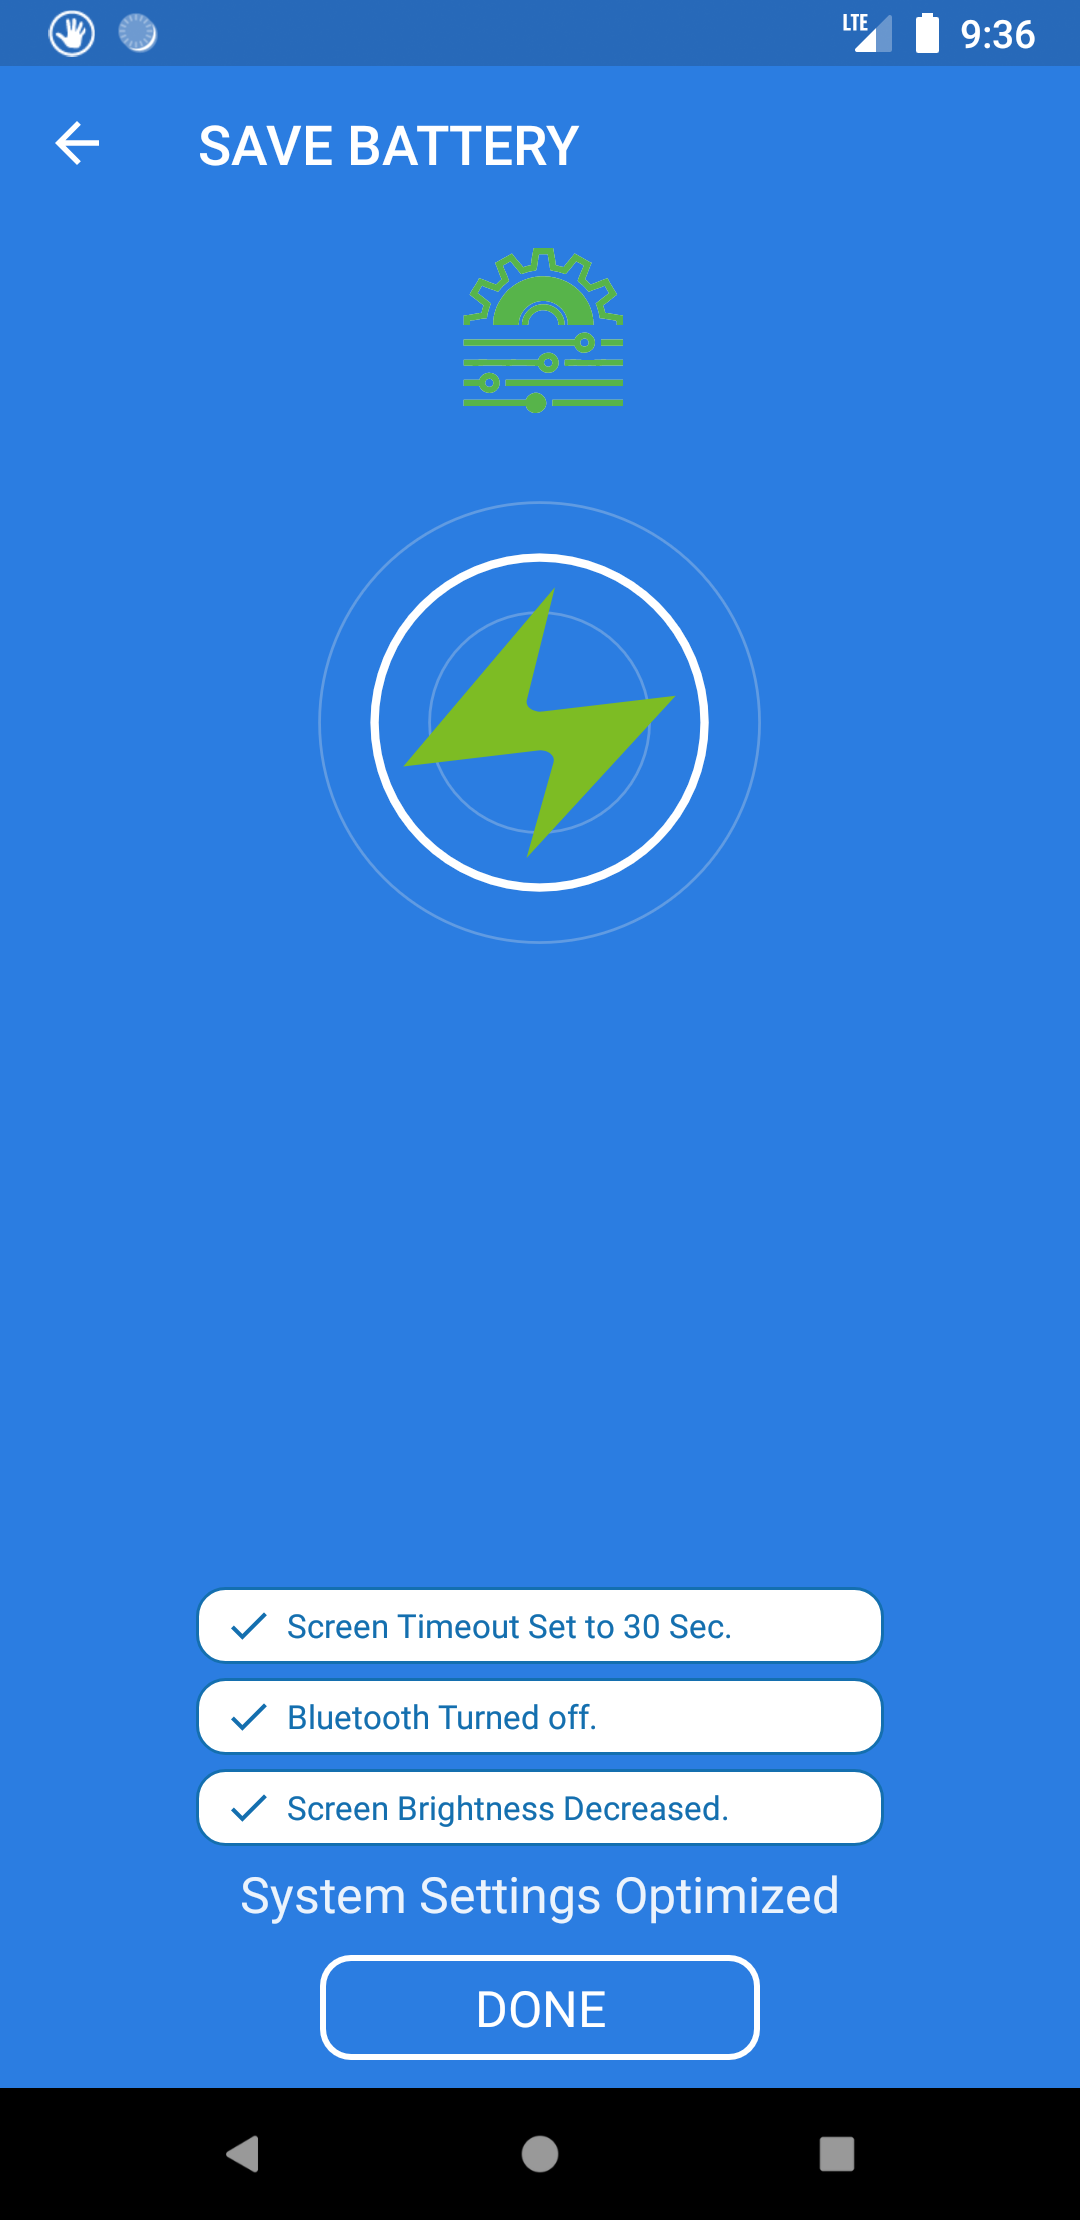 LTE 9:36
SAVE BATTERY
Screen Timeout Set to 30 Sec.
Bluetooth Turned off.
Screen Brightness Decreased.
System Settings Optimized
DONE